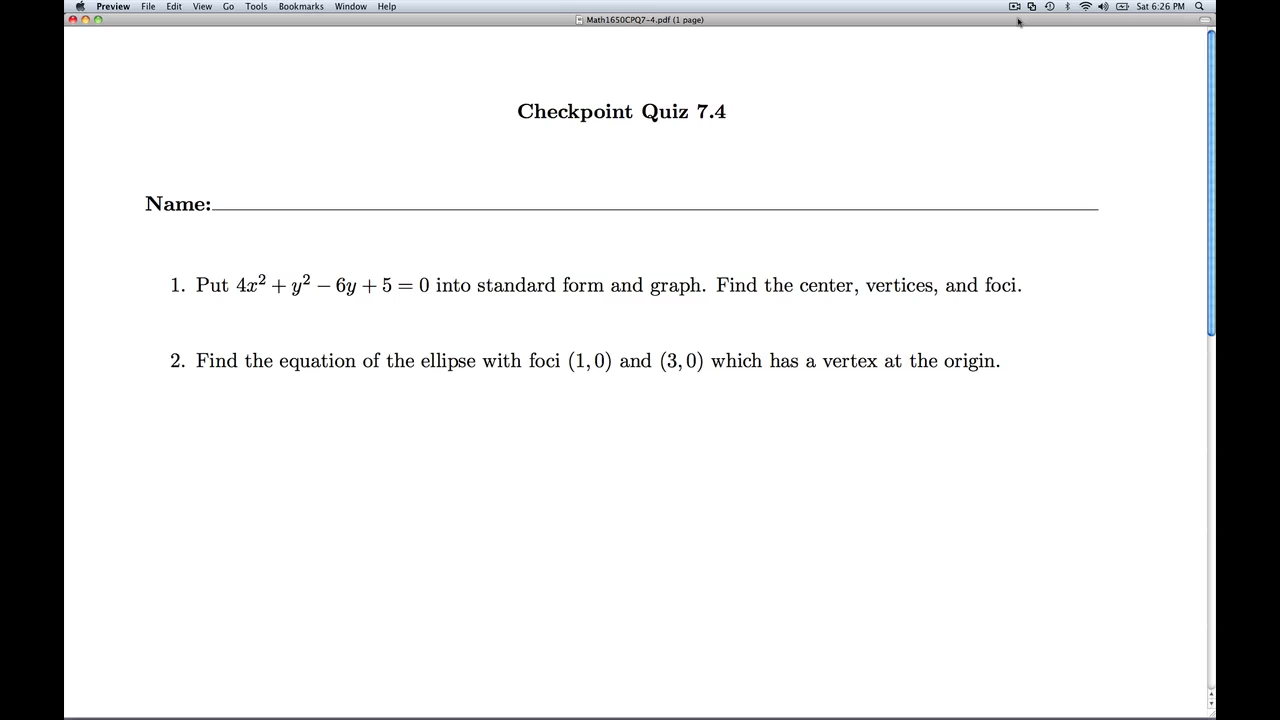 Preview File Edit View Go Tools Bookmarks Window Help Sat 6:26 PM
Math1650CPQ7-4.pdf (1 page)
Checkpoint Quiz 7.4
Name:
1. Put 4x² + y² − 6y + 5 = 0 into standard form and graph. Find the center, vertices, and foci.
2. Find the equation of the ellipse with foci (1, 0) and (3, 0) which has a vertex at the origin.